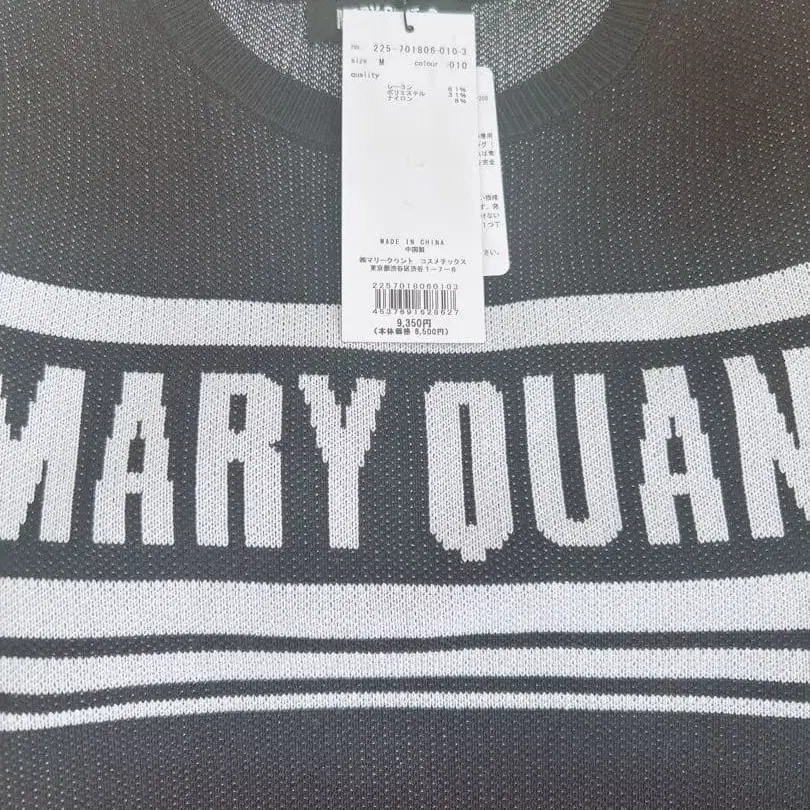 no. 225-701806-010-3
size M colour 010
quality
レーヨン 61%
ポリエステル 31%
ナイロン 8%
MADE IN CHINA
中国製
㈱マリークヮント コスメチックス
東京都渋谷区渋谷1-7-6
2257018060103
4537691628627
9,350円
(本体価格 8,500円)
MARY QUAN